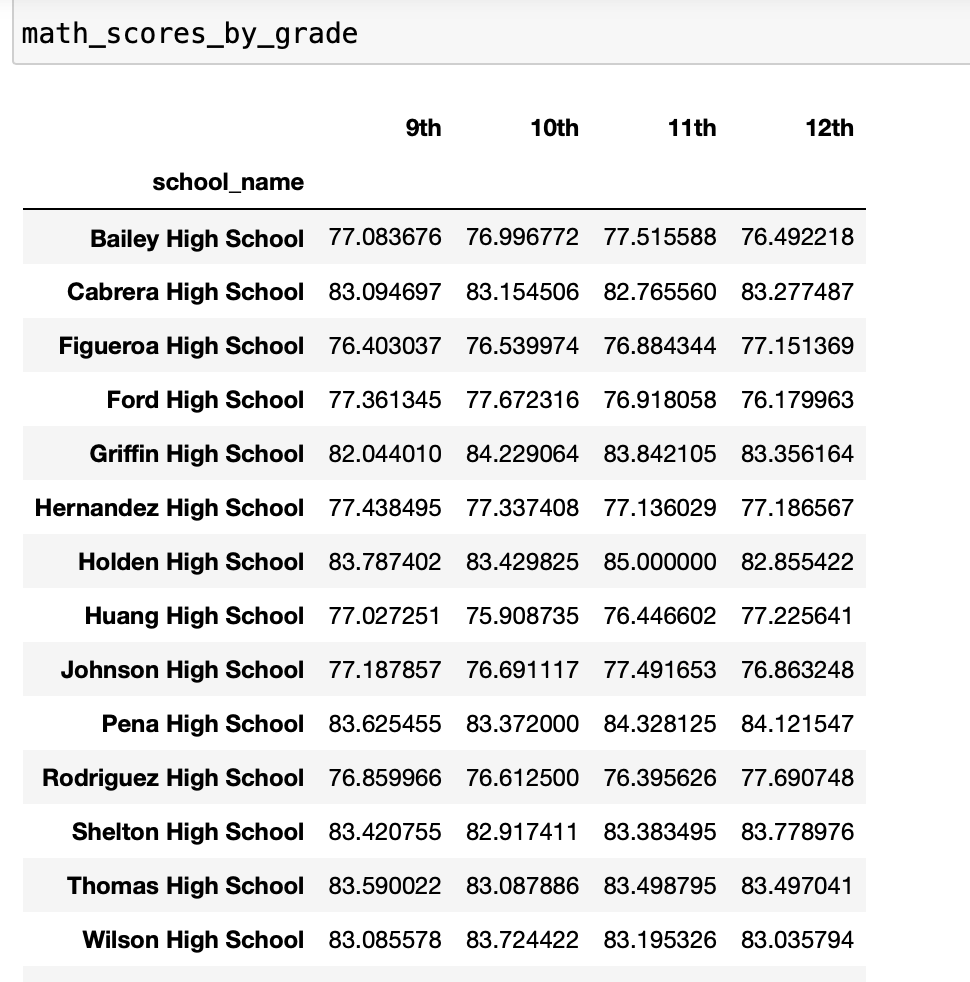 math_scores_by_grade
9th 10th 11th 12th
school_name
Bailey High School 77.083676 76.996772 77.515588 76.492218
Cabrera High School 83.094697 83.154506 82.765560 83.277487
Figueroa High School 76.403037 76.539974 76.884344 77.151369
Ford High School 77.361345 77.672316 76.918058 76.179963
Griffin High School 82.044010 84.229064 83.842105 83.356164
Hernandez High School 77.438495 77.337408 77.136029 77.186567
Holden High School 83.787402 83.429825 85.000000 82.855422
Huang High School 77.027251 75.908735 76.446602 77.225641
Johnson High School 77.187857 76.691117 77.491653 76.863248
Pena High School 83.625455 83.372000 84.328125 84.121547
Rodriguez High School 76.859966 76.612500 76.395626 77.690748
Shelton High School 83.420755 82.917411 83.383495 83.778976
Thomas High School 83.590022 83.087886 83.498795 83.497041
Wilson High School 83.085578 83.724422 83.195326 83.035794